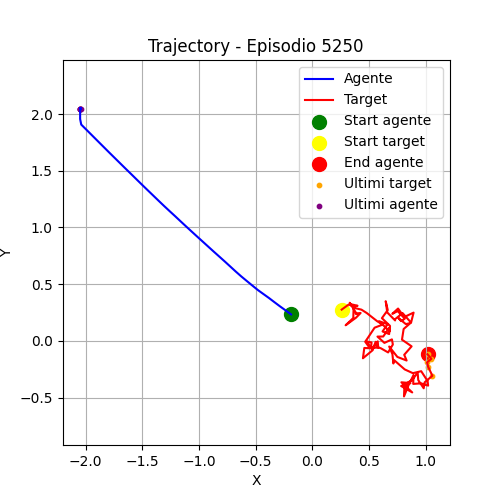 Trajectory - Episodio 5250
Agente
Target
Start agente
Start target
End agente
Ultimi target
Ultimi agente
Y
2.0
1.5
1.0
0.5
0.0
−0.5
−2.0 −1.5 −1.0 −0.5 0.0 0.5 1.0
X